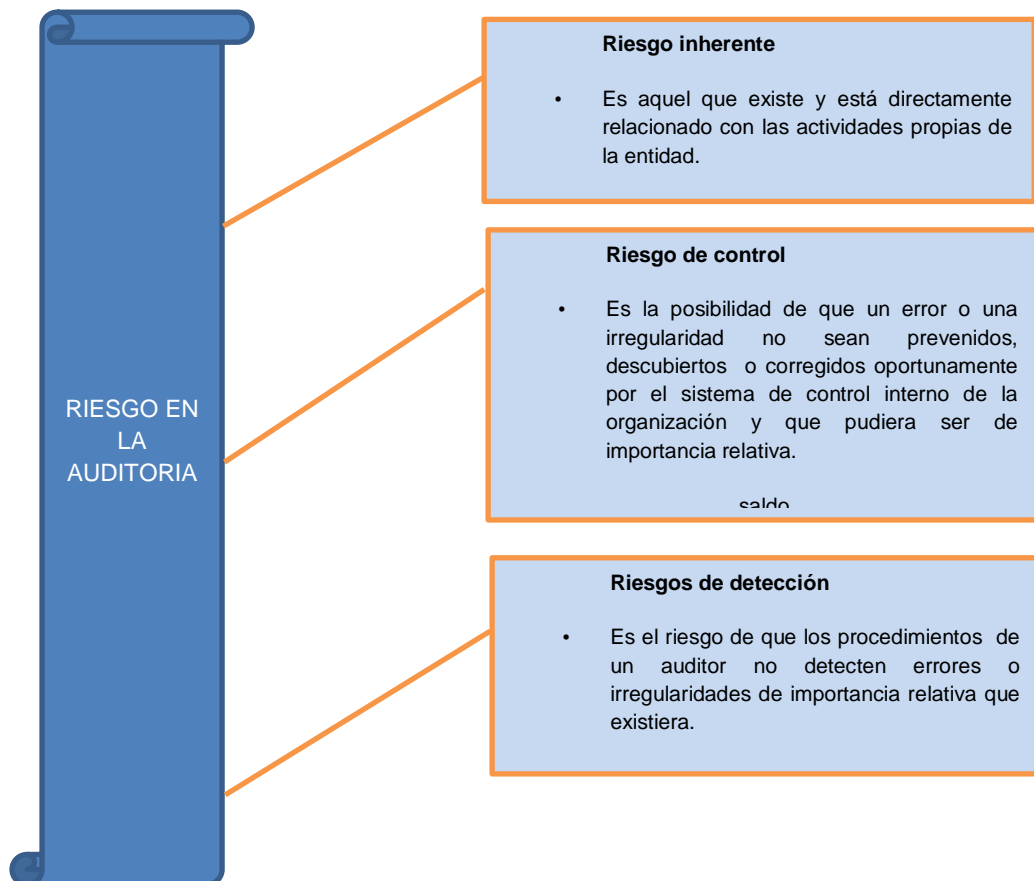 RIESGO EN
LA
AUDITORIA
Riesgo inherente
• Es aquel que existe y está directamente
relacionado con las actividades propias de
la entidad.
Riesgo de control
• Es la posibilidad de que un error o una
irregularidad no sean prevenidos,
descubiertos o corregidos oportunamente
por el sistema de control interno de la
organización y que pudiera ser de
importancia relativa.
saldo
Riesgos de detección
• Es el riesgo de que los procedimientos de
un auditor no detecten errores o
irregularidades de importancia relativa que
existiera.